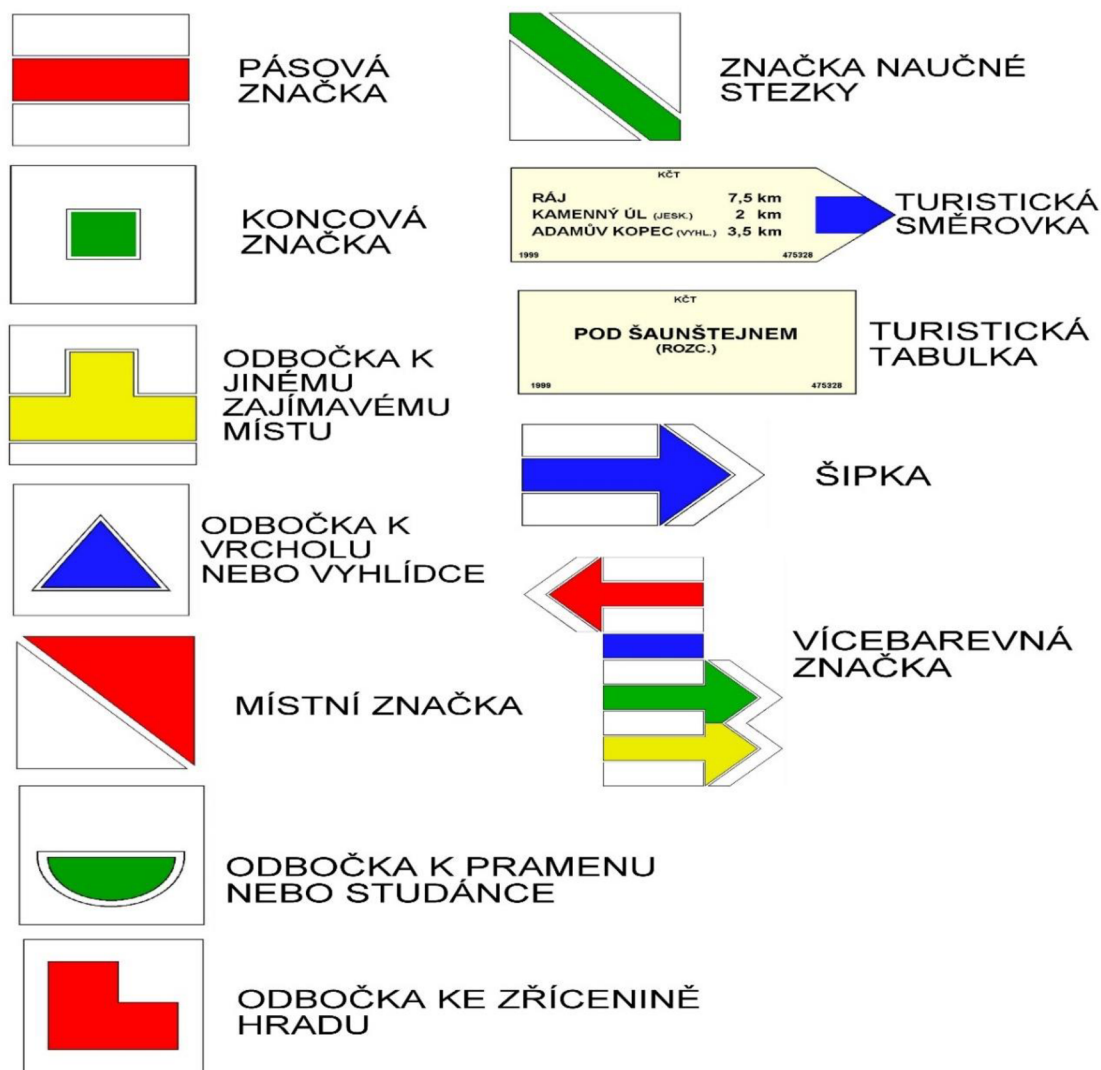 PÁSOVÁ
ZNAČKA
KONCOVÁ
ZNAČKA
ODBOČKA K
JINÉMU
ZAJÍMAVÉMU
MÍSTU
ODBOČKA K
VRCHOLU
NEBO VYHLÍDCE
MÍSTNÍ ZNAČKA
ODBOČKA K PRAMENU
NEBO STUDÁNCE
ODBOČKA KE ZŘÍCENINĚ
HRADU
ZNAČKA NAUČNÉ
STEZKY
KČT
RÁJ 7,5 km
KAMENNÝ ÚL (JESK.) 2 km
ADAMŮV KOPEC (VYHL.) 3,5 km
1999 475328
TURISTICKÁ
SMĚROVKA
KČT
POD ŠAUNŠTEJNEM
(ROZC.)
1999 475328
TURISTICKÁ
TABULKA
ŠIPKA
VÍCEBAREVNÁ
ZNAČKA